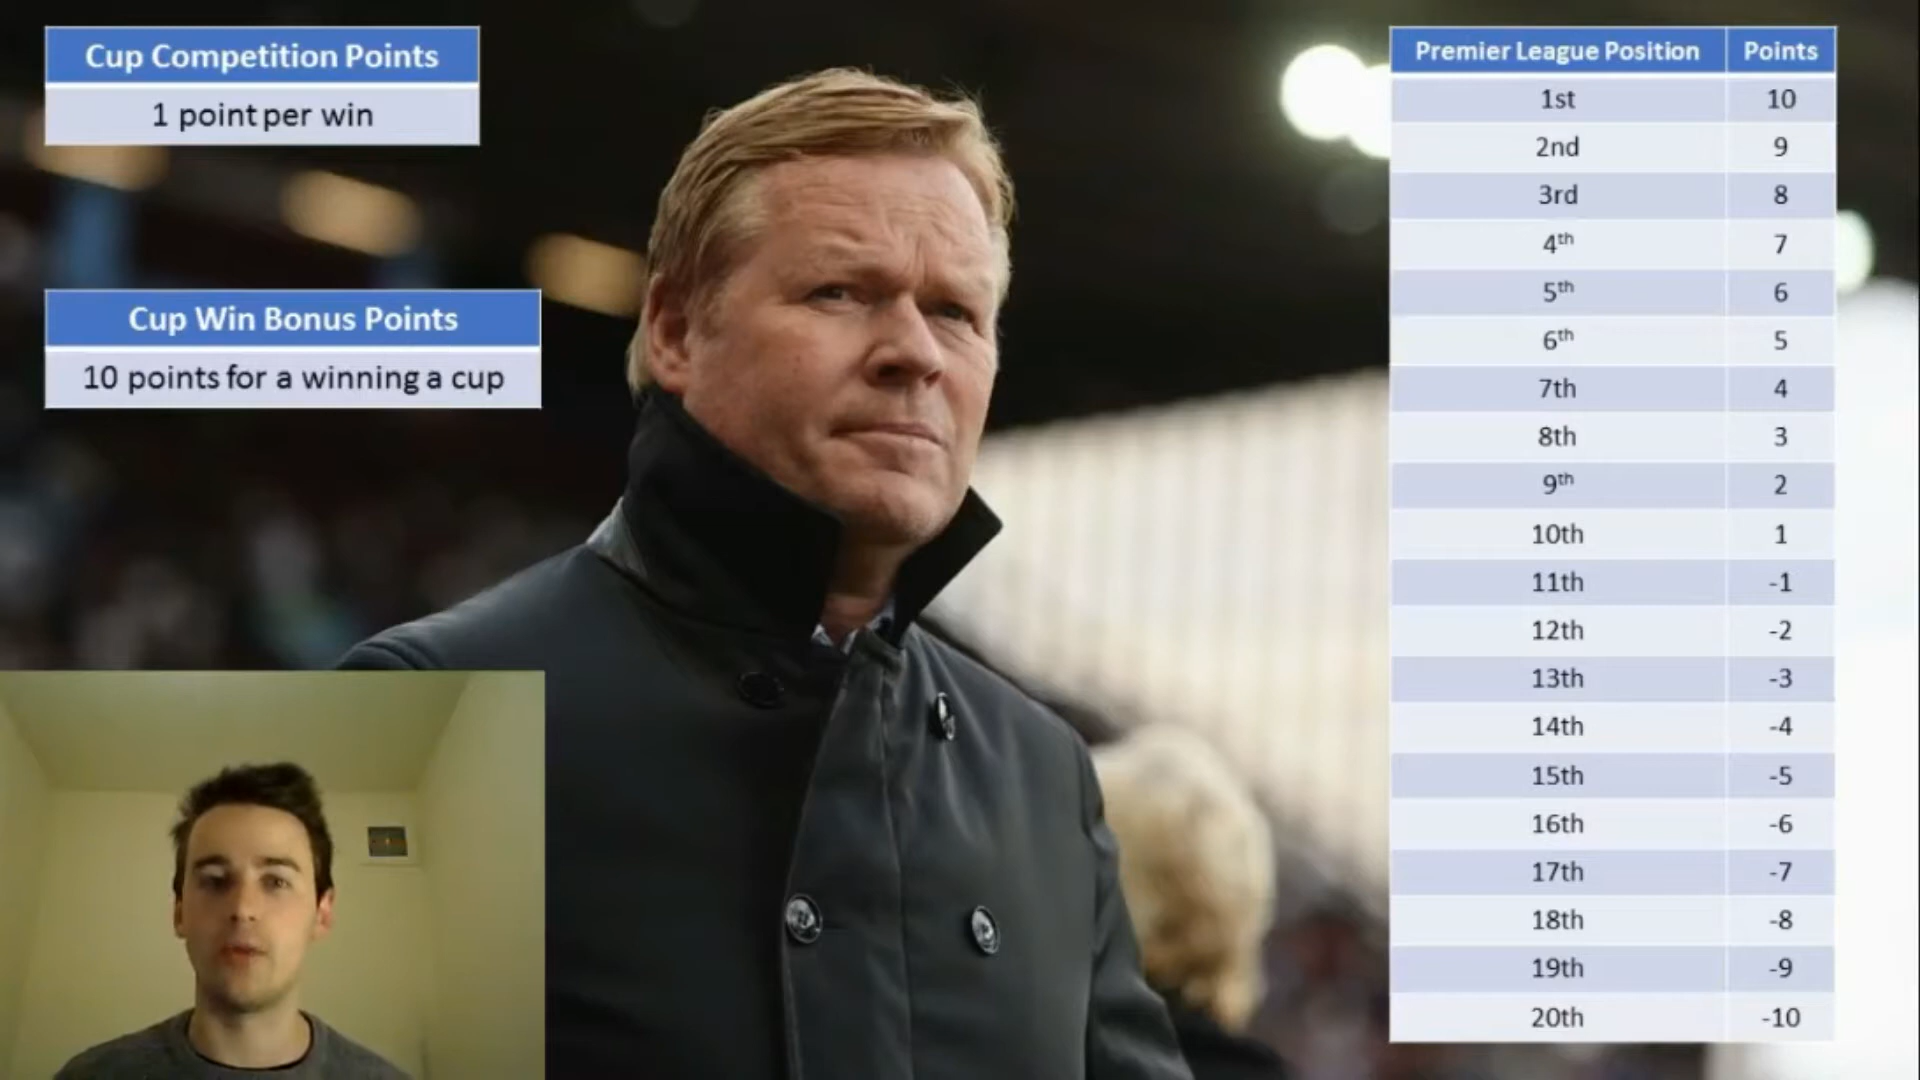 Cup Competition Points
1 point per win
Cup Win Bonus Points
10 points for a winning a cup
Premier League Position Points
1st 10
2nd 9
3rd 8
4th 7
5th 6
6th 5
7th 4
8th 3
9th 2
10th 1
11th -1
12th -2
13th -3
14th -4
15th -5
16th -6
17th -7
18th -8
19th -9
20th -10